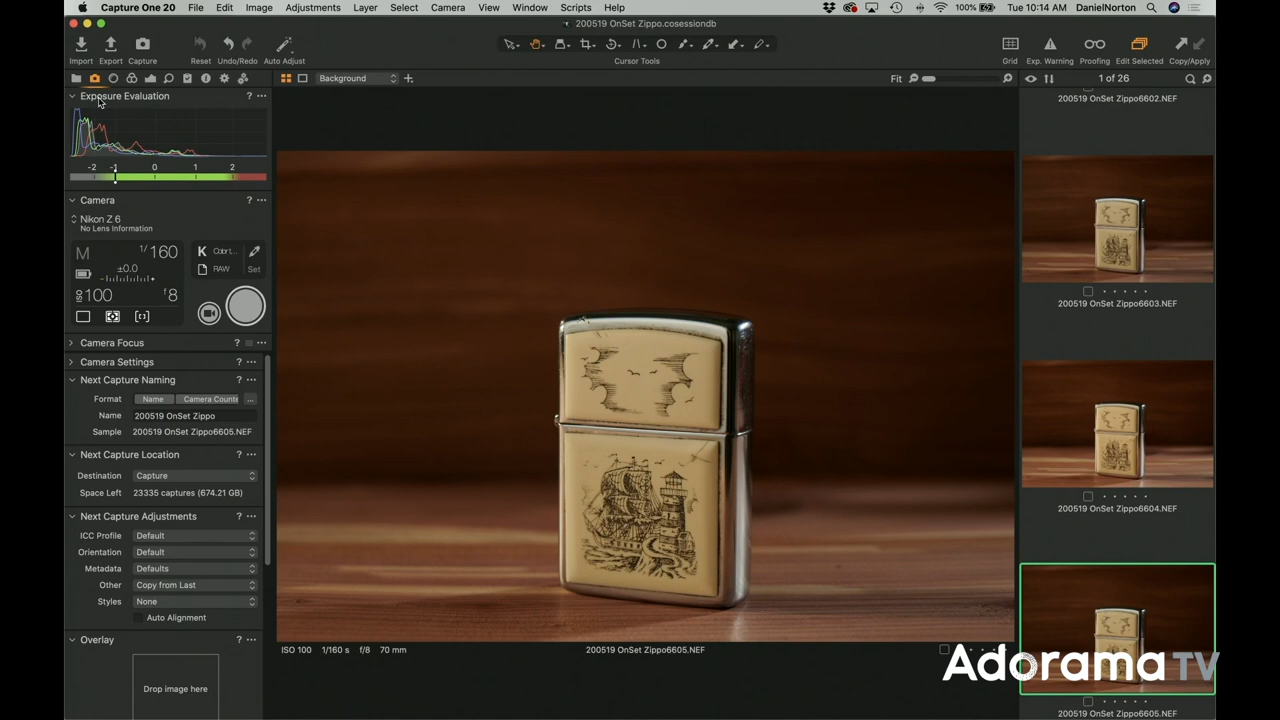 Capture One 20 File Edit Image Adjustments Layer Select Camera View Window Scripts Help 100% Tue 10:14 AM DanielNorton
200519 OnSet Zippo.cosessiondb
Import Export Capture Reset Undo/Redo Auto Adjust Cursor Tools Grid Exp. Warning Proofing Edit Selected Copy/Apply
Background Fit 1 of 26
Exposure Evaluation ? ...
-2 -1 0 1 2
Camera ? ...
Nikon Z 6
No Lens Information
M 1/160 K RAW Set
±0.0
ISO 100 f 8
Camera Focus ? ...
Camera Settings ? ...
Next Capture Naming ? ...
Format Name Camera Counte ...
Name 200519 OnSet Zippo
Sample 200519 OnSet Zippo6605.NEF
Next Capture Location ? ...
Destination Capture
Space Left 23335 captures (674.21 GB)
Next Capture Adjustments ? ...
ICC Profile Default
Orientation Default
Metadata Defaults
Other Copy from Last
Styles None
Auto Alignment
Overlay ? ...
Drop image here
ISO 100 1/160 s f/8 70 mm 200519 OnSet Zippo6605.NEF
200519 OnSet Zippo6602.NEF
200519 OnSet Zippo6603.NEF
200519 OnSet Zippo6604.NEF
200519 OnSet Zippo6605.NEF
Adorama TV